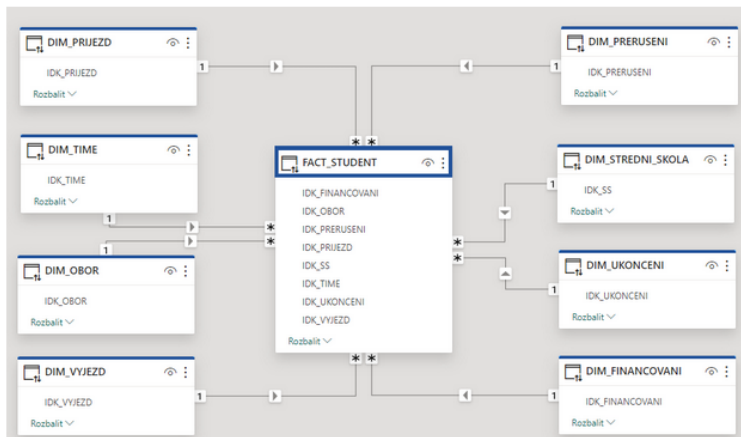 DIM_PRIJEZD
IDK_PRIJEZD
Rozbalit
1
DIM_TIME
IDK_TIME
Rozbalit
1
1
DIM_OBOR
IDK_OBOR
Rozbalit
DIM_VYJEZD
IDK_VYJEZD
Rozbalit
1
* *
FACT_STUDENT
IDK_FINANCOVANI
IDK_OBOR
IDK_PRERUSENI
IDK_PRIJEZD
IDK_SS
IDK_TIME
IDK_UKONCENI
IDK_VYJEZD
Rozbalit
*
*
*
*
* *
DIM_PRERUSENI
IDK_PRERUSENI
Rozbalit
1
DIM_STREDNI_SKOLA
IDK_SS
Rozbalit
1
DIM_UKONCENI
IDK_UKONCENI
Rozbalit
1
DIM_FINANCOVANI
IDK_FINANCOVANI
Rozbalit
1